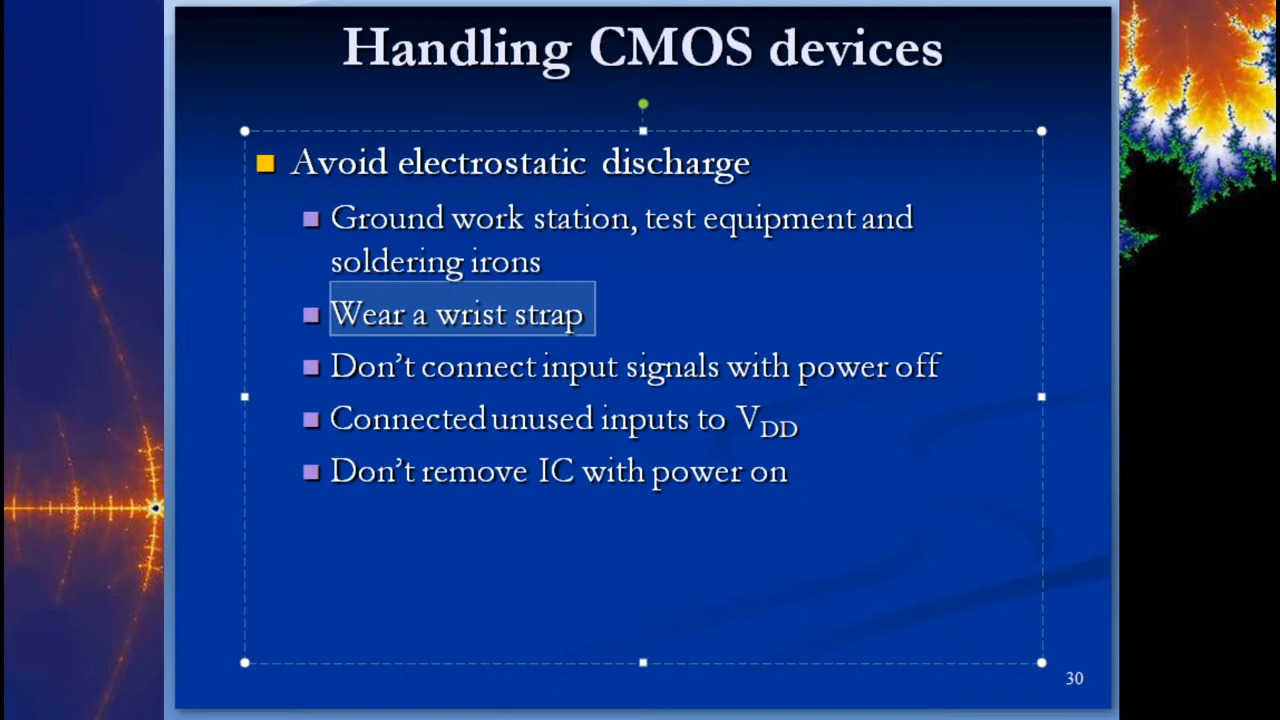 Handling CMOS devices
Avoid electrostatic discharge
Ground work station, test equipment and
soldering irons
Wear a wrist strap
Don't connect input signals with power off
Connected unused inputs to VDD
Don't remove IC with power on
30